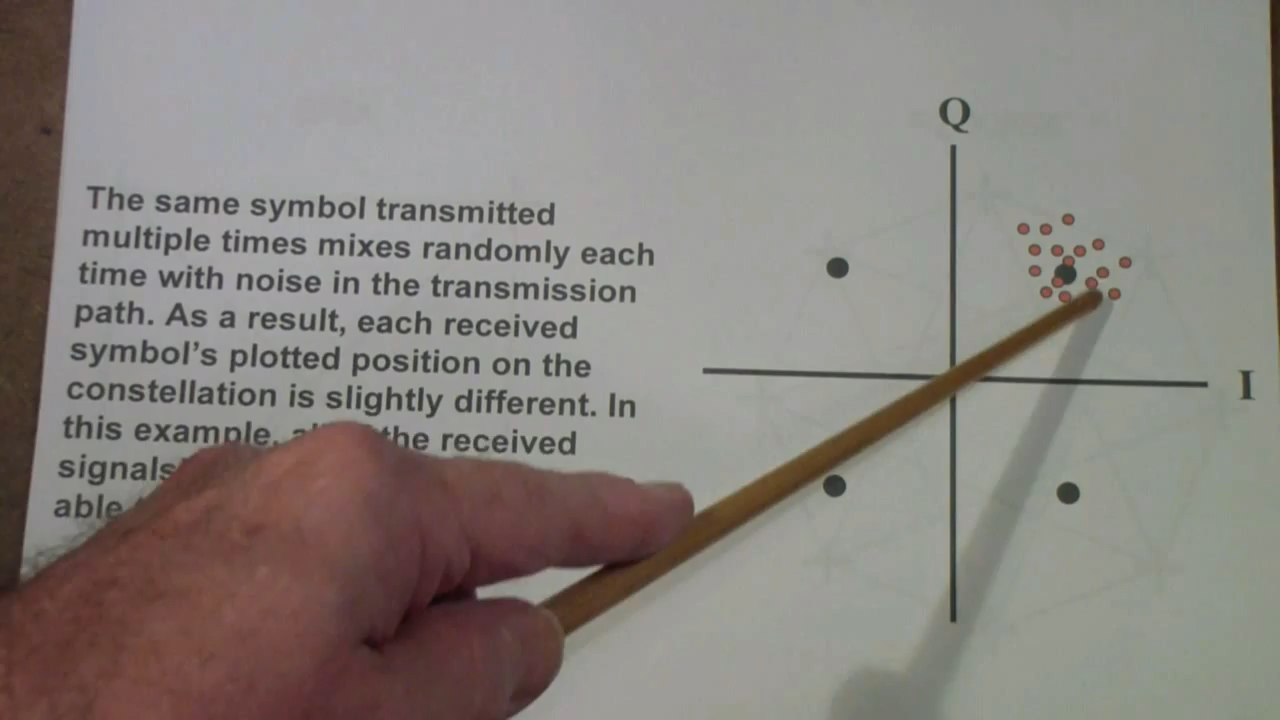 The same symbol transmitted
multiple times mixes randomly each
time with noise in the transmission
path. As a result, each received
symbol's plotted position on the
constellation is slightly different. In
this example, the received
signals
able
Q
I